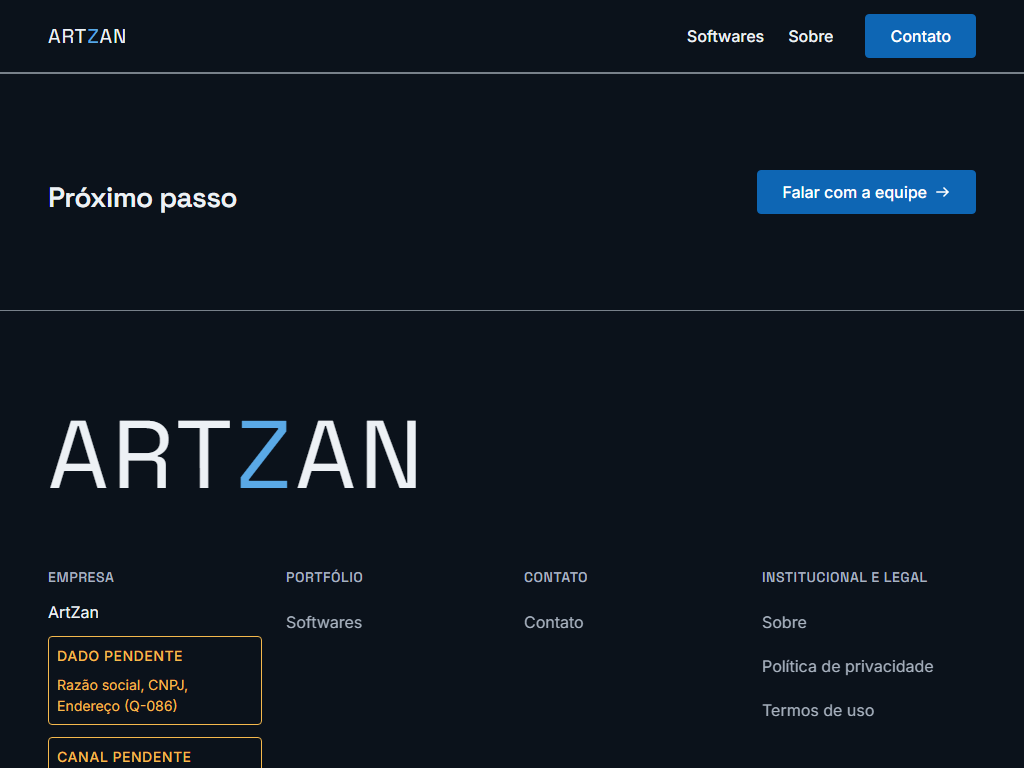 ARTZAN
Softwares
Sobre
Contato
Próximo passo
Falar com a equipe →
ARTZAN
EMPRESA
ArtZan
DADO PENDENTE
Razão social, CNPJ,
Endereço (Q-086)
CANAL PENDENTE
PORTFÓLIO
Softwares
CONTATO
Contato
INSTITUCIONAL E LEGAL
Sobre
Política de privacidade
Termos de uso